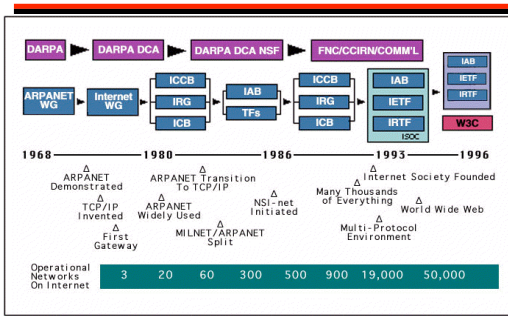 DARPA DARPA DCA DARPA DCA NSF FNC/CCIRN/COMM'L
ARPANET WG
Internet WG
ICCB
IRG
ICB
IAB
TFs
ICCB
IRG
ICB
IAB
IETF
IRTF
ISOC
IAB
IETF
IRTF
W3C
1968 1980 1986 1993 1996
ARPANET
Demonstrated
TCP/IP
Invented
First
Gateway
ARPANET
Widely Used
ARPANET Transition
To TCP/IP
MILNET/ARPANET
Split
NSI-net
Initiated
Many Thousands
of Everything
Internet Society Founded
Multi-Protocol
Environment
World Wide Web
Operational
Networks
On Internet
3 20 60 300 500 900 19,000 50,000